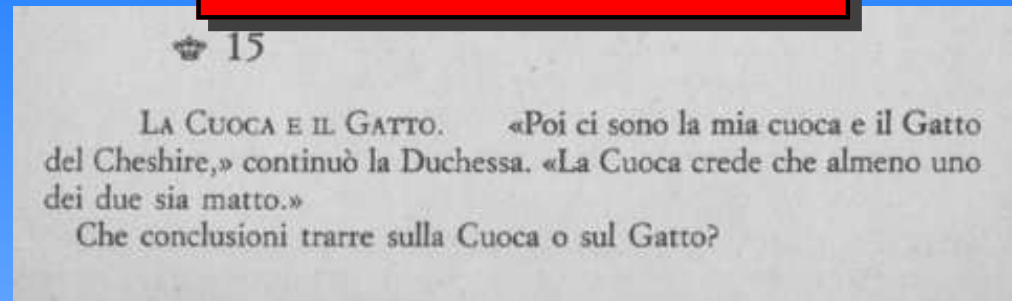 15
LA CUOCA E IL GATTO. «Poi ci sono la mia cuoca e il Gatto
del Cheshire,» continuò la Duchessa. «La Cuoca crede che almeno uno
dei due sia matto.»
Che conclusioni trarre sulla Cuoca o sul Gatto?